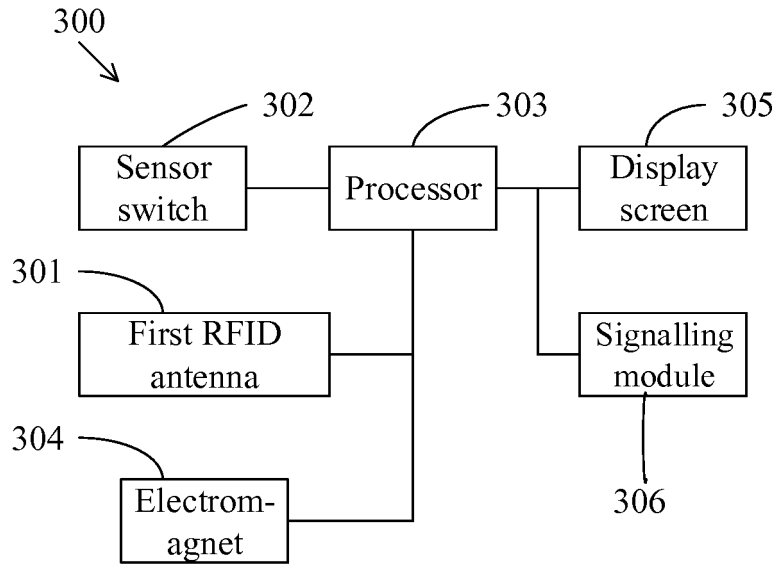 300
302
303
305
Sensor
switch
Processor
Display
screen
301
First RFID
antenna
Signalling
module
304
Electrom-
agnet
306